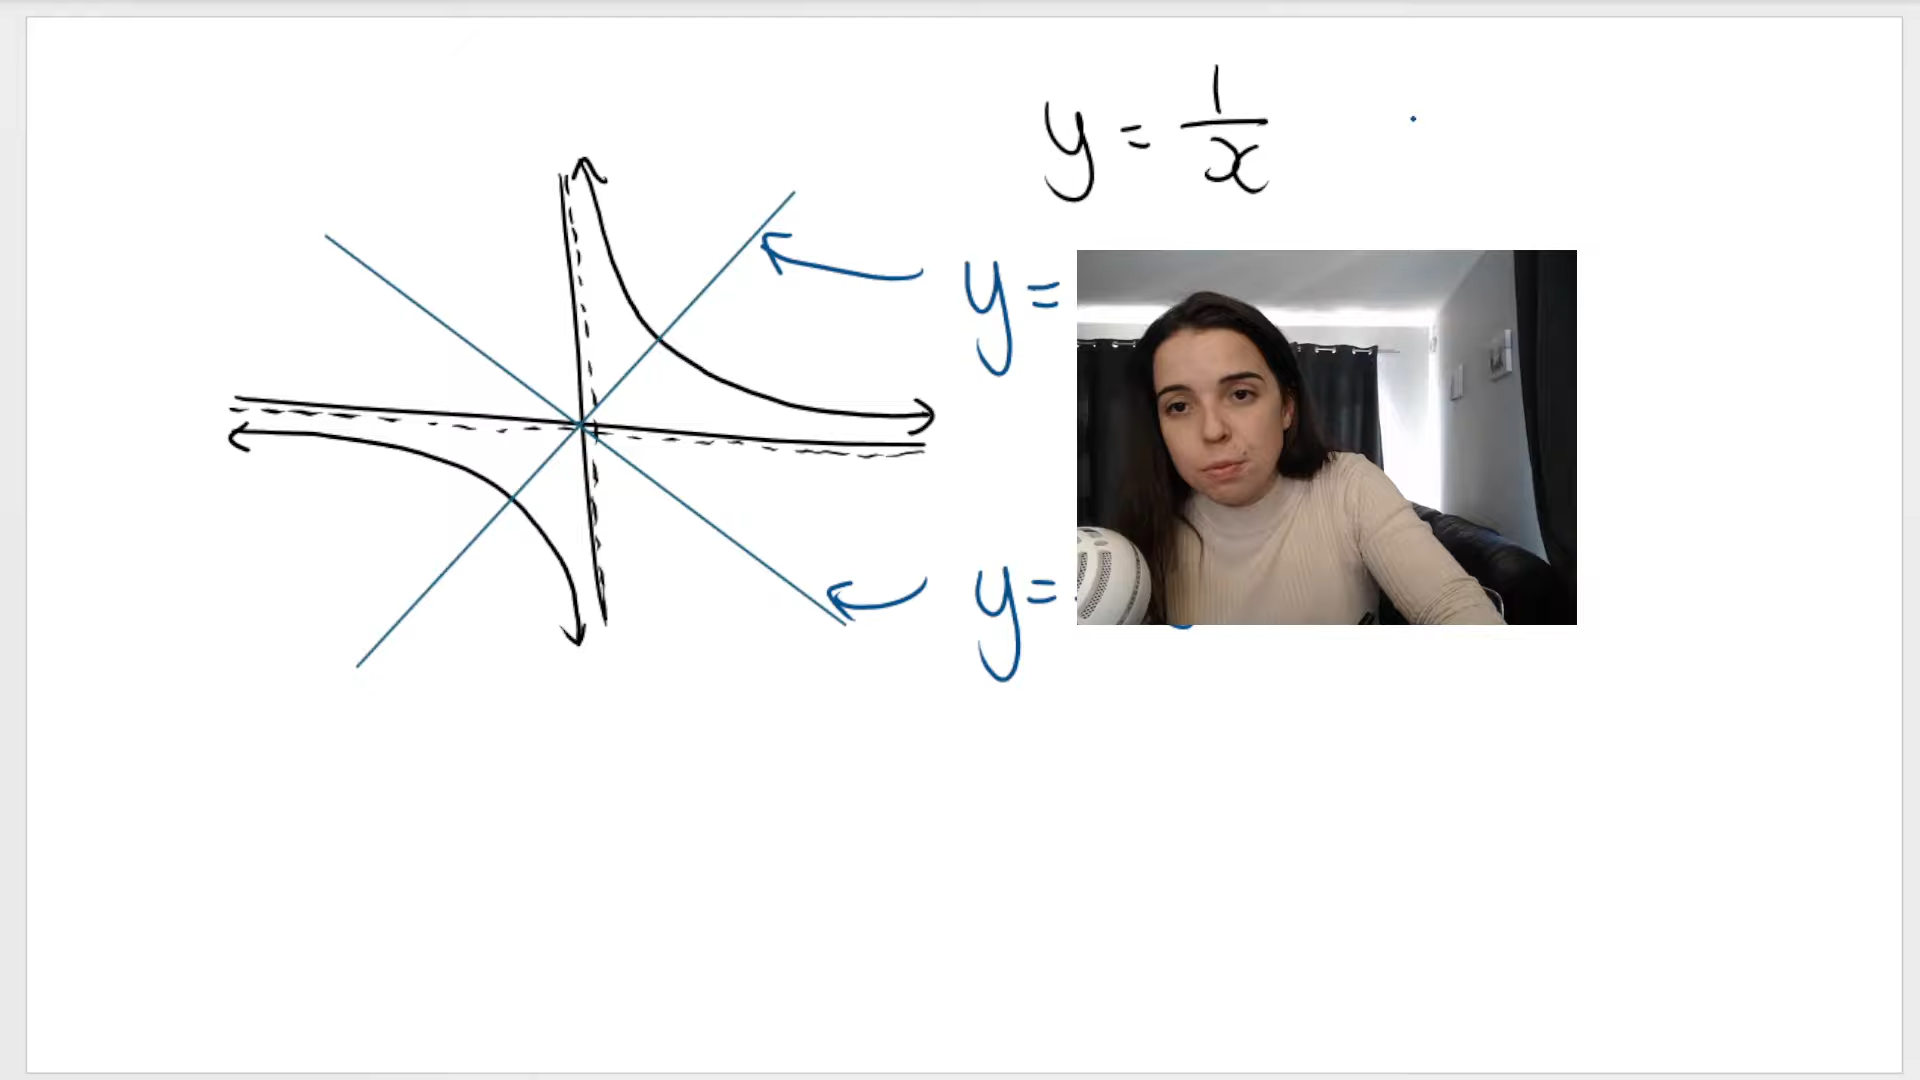 y = 1/x
y =
y =